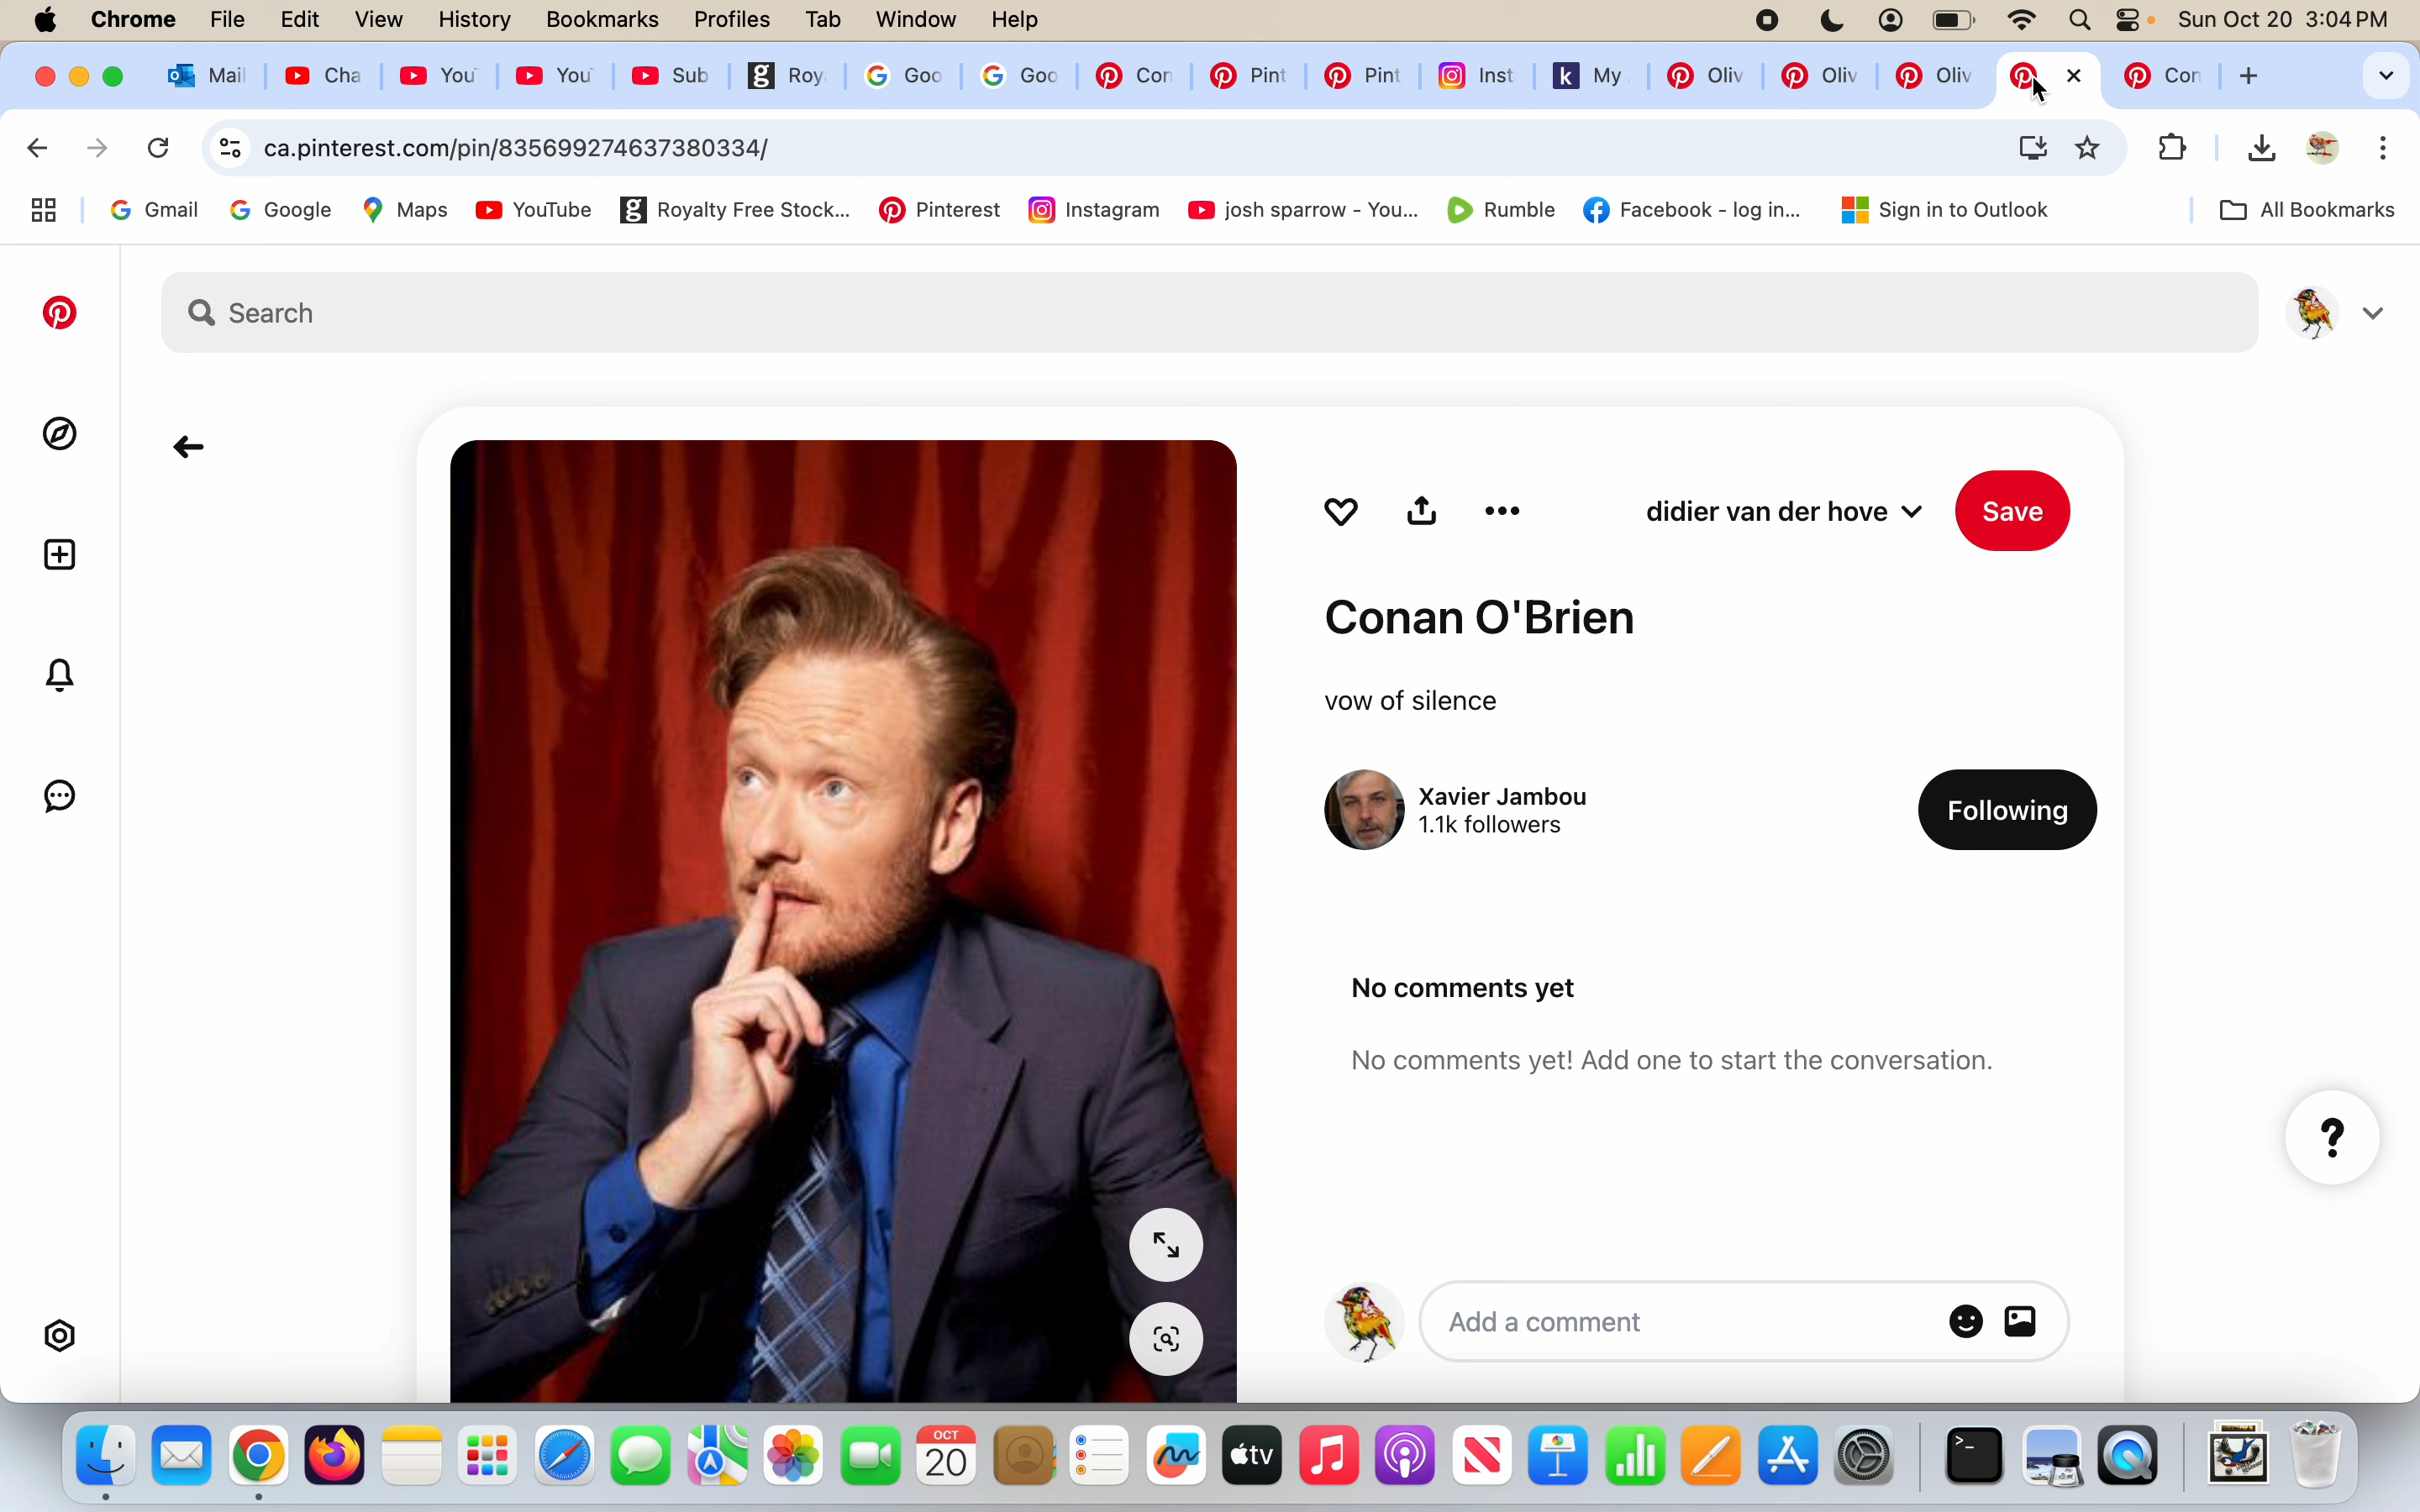 Chrome File Edit View History Bookmarks Profiles Tab Window Help Sun Oct 20 3:04 PM
Mail Cha You You Sub Roy Goo Goo Con Pint Pint Inst My Oliv Oliv Oliv Con
ca.pinterest.com/pin/835699274637380334/
Gmail Google Maps YouTube Royalty Free Stock... Pinterest Instagram josh sparrow - You... Rumble Facebook - log in... Sign in to Outlook All Bookmarks
Search
didier van der hove Save
Conan O'Brien
vow of silence
Xavier Jambou
1.1k followers
Following
No comments yet
No comments yet! Add one to start the conversation.
?
Add a comment
OCT
20
tv